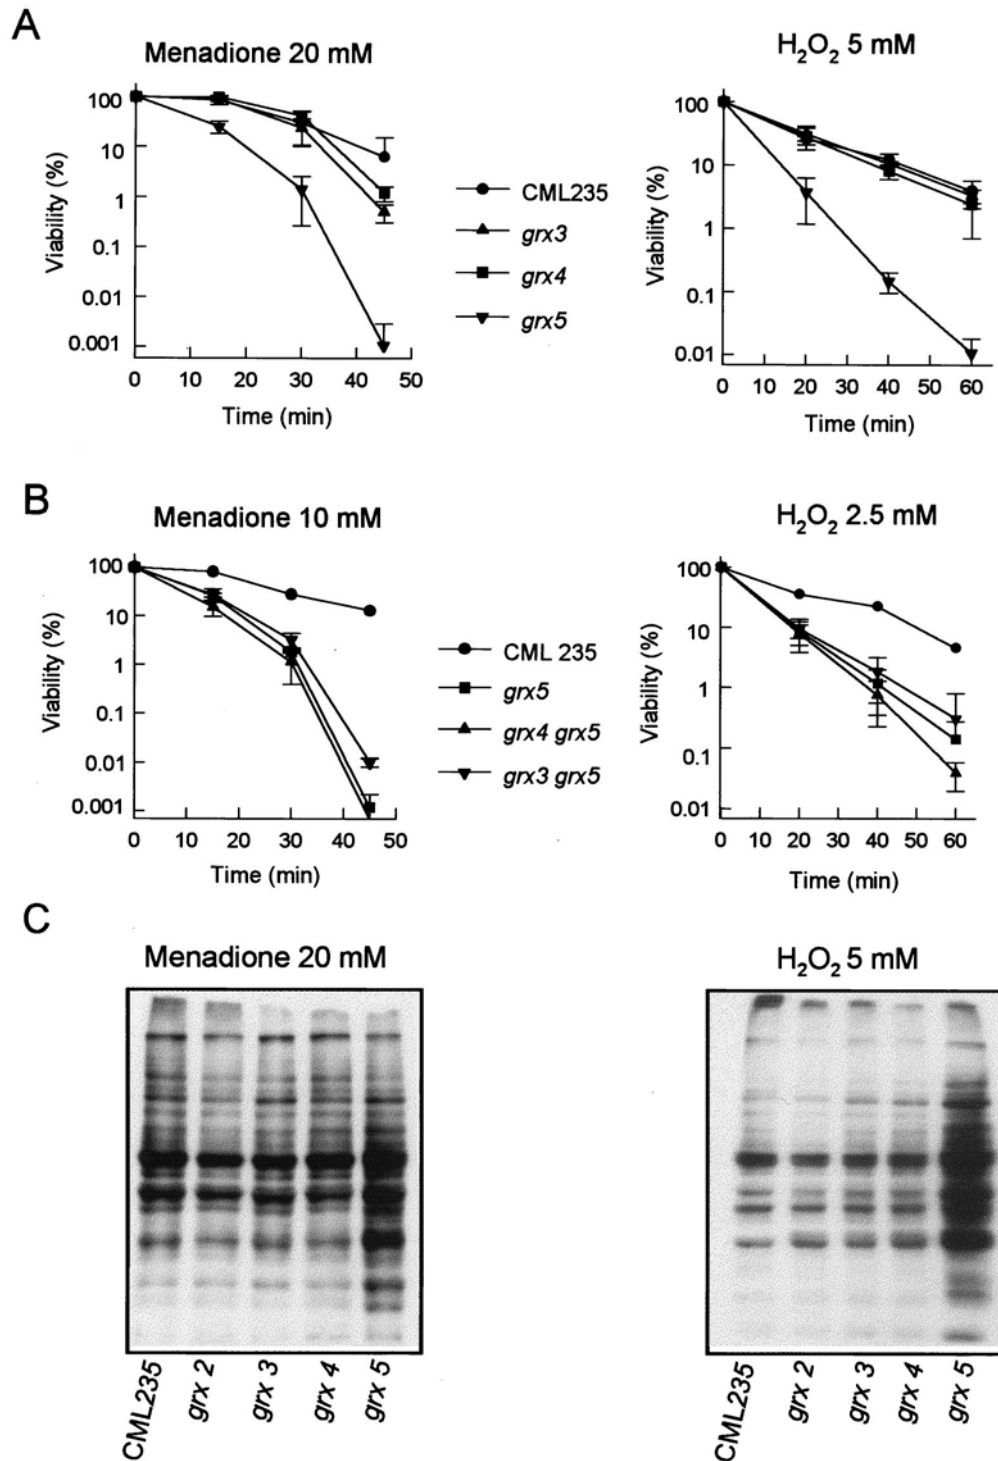 A
Menadione 20 mM
H₂O₂ 5 mM
Viability (%)
100
10
1
0.1
0.01
0.001
0 10 20 30 40 50
Time (min)
CML235
grx3
grx4
grx5
Viability (%)
100
10
1
0.1
0.01
0 10 20 30 40 50 60
Time (min)
B
Menadione 10 mM
H₂O₂ 2.5 mM
Viability (%)
100
10
1
0.1
0.01
0.001
0 10 20 30 40 50
Time (min)
CML 235
grx5
grx4 grx5
grx3 grx5
Viability (%)
100
10
1
0.1
0.01
0 20 40 60
Time (min)
C
Menadione 20 mM
H₂O₂ 5 mM
CML235
grx 2
grx 3
grx 4
grx 5
CML235
grx 2
grx 3
grx 4
grx 5